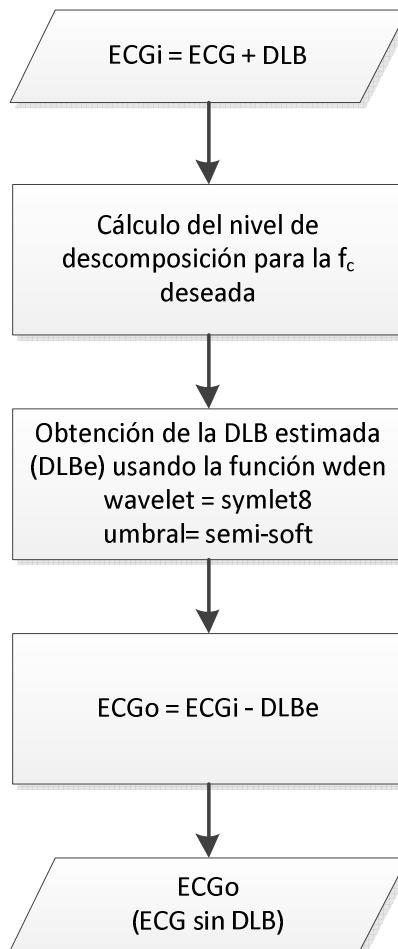 ECGi = ECG + DLB
Cálculo del nivel de
descomposición para la fc
deseada
Obtención de la DLB estimada
(DLBe) usando la función wden
wavelet = symlet8
umbral= semi-soft
ECGo = ECGi - DLBe
ECGo
(ECG sin DLB)